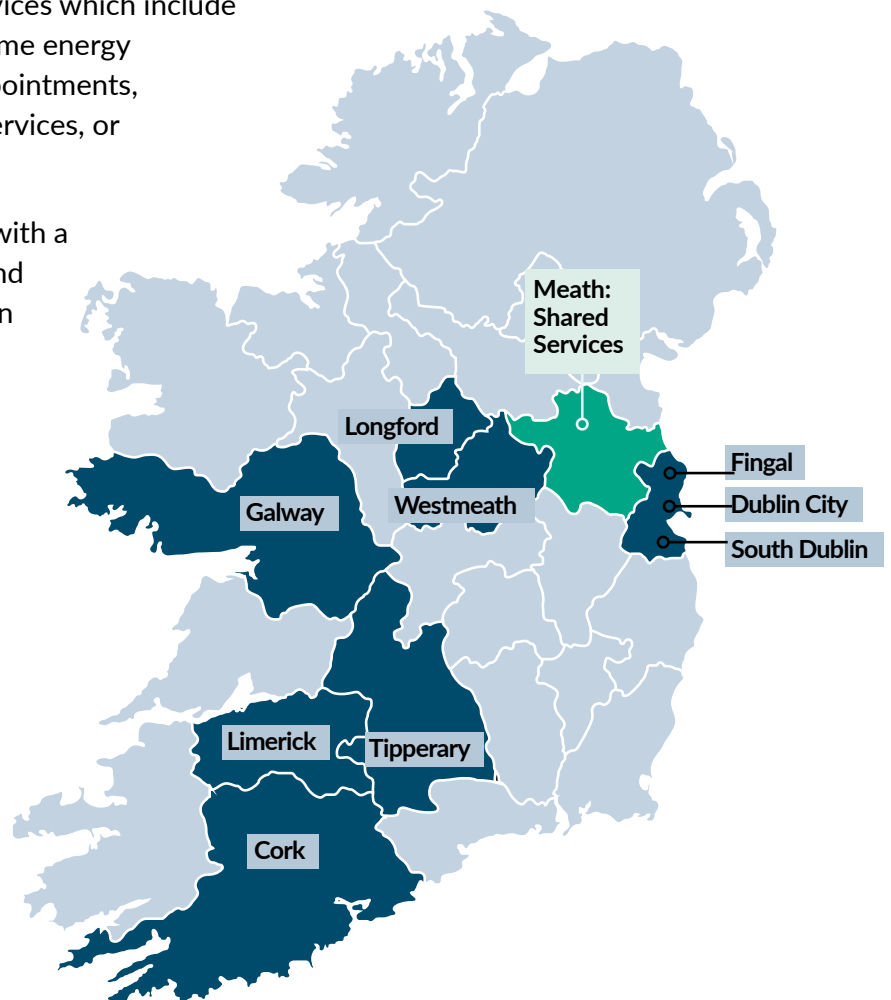 vices which include
me energy
pointments,
ervices, or
with a
nd
n
Meath:
Shared
Services
Longford
Fingal
Galway
Westmeath
Dublin City
South Dublin
Limerick
Tipperary
Cork